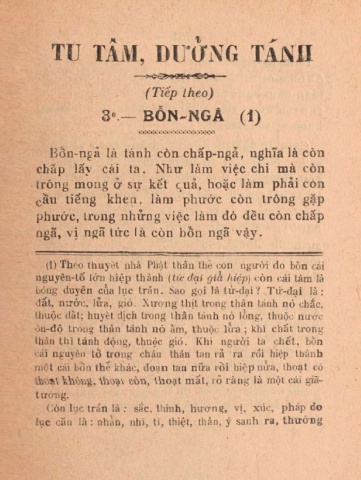 TU TÂM, DƯỠNG TÁNH
(Tiếp theo)
3º.— BỒN-NGÃ (1)
Bồn-ngã là tánh còn chấp-ngã, nghĩa là còn
chấp lấy cái ta. Như làm việc chi mà còn
trông mong ở sự kết quả, hoặc làm phải còn
cầu tiếng khen, làm phước còn trông gặp
phước, trong những việc làm đó đều còn chấp
ngã, vì ngã tức là còn bồn ngã vậy.
(1) Theo thuyết nhà Phật thân thể con người do bốn cái
nguyên-tố lớn hiệp thành (tứ đại giả hiệp) còn cái tâm là
bóng duyên của lục trần. Sao gọi là tứ-đại ? Tứ-đại là :
đất, nước, lửa, gió. Xương thịt trong thân tánh nó chắc,
thuộc đất; huyết dịch trong thân tánh nó lỏng, thuộc nước
ôn-độ trong thân tánh nó âm, thuộc lửa ; khi chất trong
thân thì tánh động, thuộc gió. Khi người ta chết, bốn
cái nguyên tố trong châu thân tan rã ra rồi hiệp thành
một cái bồn thể khác, đoạn tan nữa rồi hiệp nữa, thoạt có
thoạt không, thoạt còn, thoạt mất, rõ ràng là một cái giả-
tướng.
Còn lục trần là : sắc, thinh, hương, vị, xúc, pháp do
lục căn là : nhãn, nhĩ, tỉ, thiệt, thân, ý sanh ra, thường